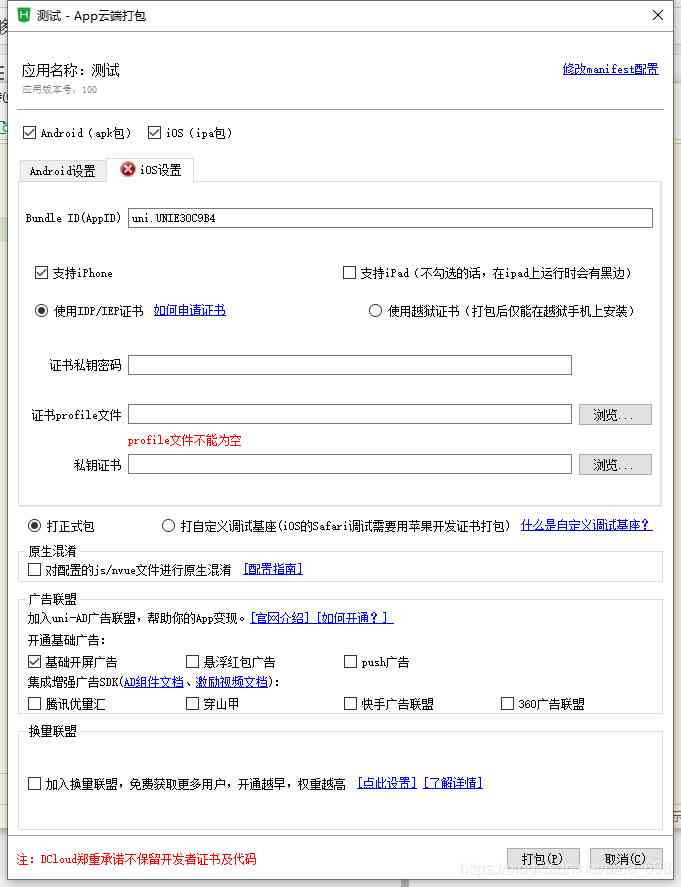 测试 - App云端打包
应用名称：测试
修改manifest配置
应用版本号：100
Android（apk包） iOS（ipa包）
Android设置 iOS设置
Bundle ID(AppID) uni.UNIE30C9B4
支持iPhone 支持iPad（不勾选的话，在ipad上运行时会有黑边）
使用IDP/IEP证书 如何申请证书 使用越狱证书（打包后仅能在越狱手机上安装）
证书私钥密码
证书profile文件 浏览...
profile文件不能为空
私钥证书 浏览...
打正式包 打自定义调试基座(iOS的Safari调试需要用苹果开发证书打包) 什么是自定义调试基座？
原生混淆
对配置的js/nvue文件进行原生混淆 [配置指南]
广告联盟
加入uni-AD广告联盟，帮助你的App变现。[官网介绍] [如何开通？]
开通基础广告：
基础开屏广告 悬浮红包广告 push广告
集成增强广告SDK(AD组件文档、激励视频文档)：
腾讯优量汇 穿山甲 快手广告联盟 360广告联盟
换量联盟
加入换量联盟，免费获取更多用户，开通越早，权重越高 [点此设置] [了解详情]
注：DCloud郑重承诺不保留开发者证书及代码
打包(P) 取消(C)